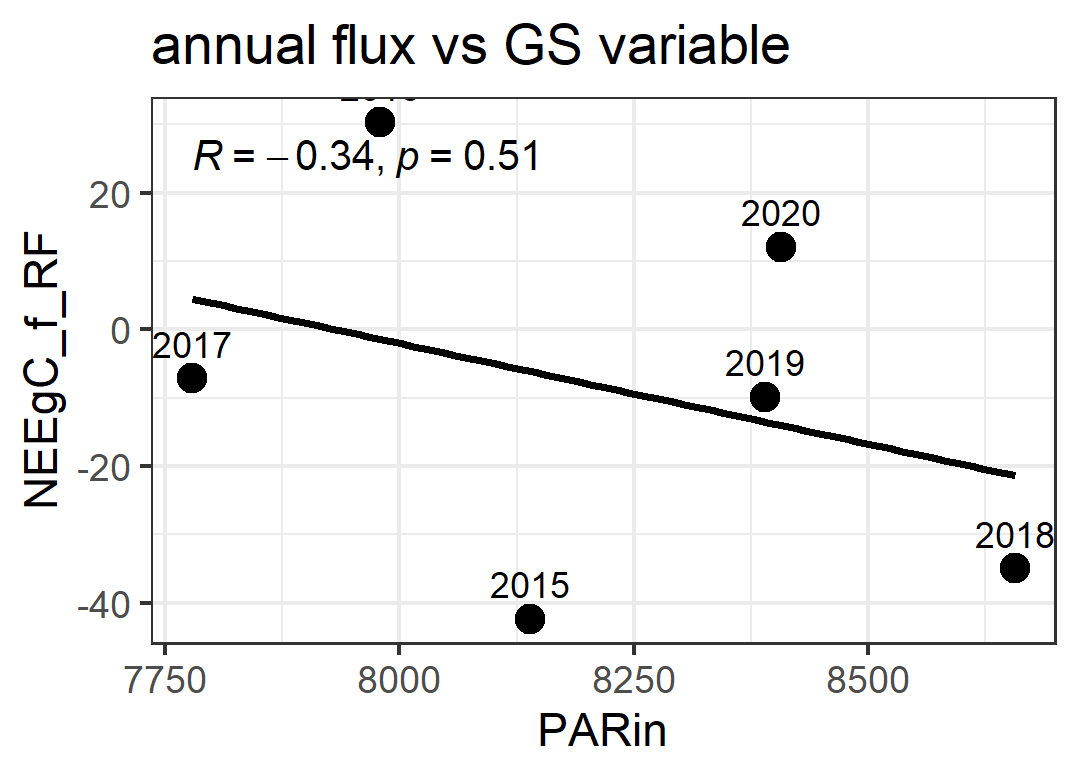 annual flux vs GS variable
R = −0.34, p = 0.51
20
2020
0
2017
2019
-20
2018
2015
-40
7750 8000 8250 8500
PARin
NEEgC_f_RF